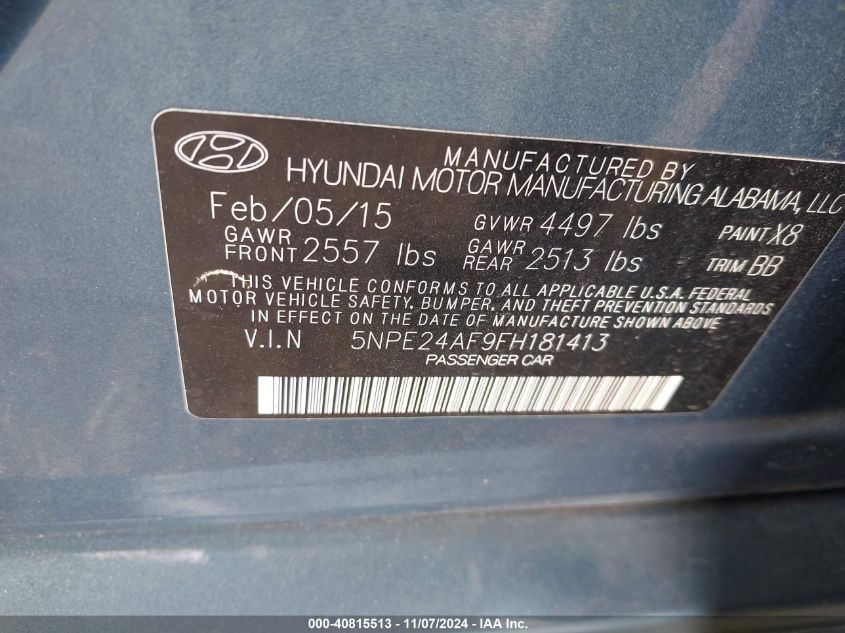 MANUFACTURED BY
HYUNDAI MOTOR MANUFACTURING ALABAMA, LLC
Feb/05/15 GVWR 4497 lbs PAINT X8
GAWR FRONT 2557 lbs GAWR REAR 2513 lbs TRIM BB
THIS VEHICLE CONFORMS TO ALL APPLICABLE U.S.A. FEDERAL
MOTOR VEHICLE SAFETY, BUMPER, AND THEFT PREVENTION STANDARDS
IN EFFECT ON THE DATE OF MANUFACTURE SHOWN ABOVE
V.I.N 5NPE24AF9FH181413
PASSENGER CAR
000-40815513 - 11/07/2024 - IAA Inc.